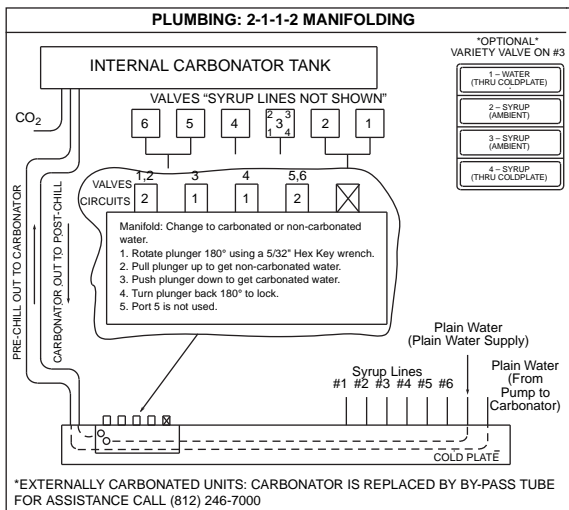 PLUMBING: 2-1-1-2 MANIFOLDING
INTERNAL CARBONATOR TANK
*OPTIONAL*
VARIETY VALVE ON #3
1 – WATER
(THRU COLDPLATE)
2 – SYRUP
(AMBIENT)
3 – SYRUP
(AMBIENT)
4 – SYRUP
(THRU COLDPLATE)
CO2
VALVES "SYRUP LINES NOT SHOWN"
6 5 4 2 3 3 1 4 2 1
VALVES 1,2 3 4 5,6
CIRCUITS 2 1 1 2
Manifold: Change to carbonated or non-carbonated
water.
1. Rotate plunger 180° using a 5/32" Hex Key wrench.
2. Pull plunger up to get non-carbonated water.
3. Push plunger down to get carbonated water.
4. Turn plunger back 180° to lock.
5. Port 5 is not used.
PRE-CHILL OUT TO CARBONATOR
CARBONATOR OUT TO POST-CHILL
Plain Water
(Plain Water Supply)
Syrup Lines
#1 #2 #3 #4 #5 #6
Plain Water
(From
Pump to
Carbonator)
COLD PLATE
*EXTERNALLY CARBONATED UNITS: CARBONATOR IS REPLACED BY BY-PASS TUBE
FOR ASSISTANCE CALL (812) 246-7000